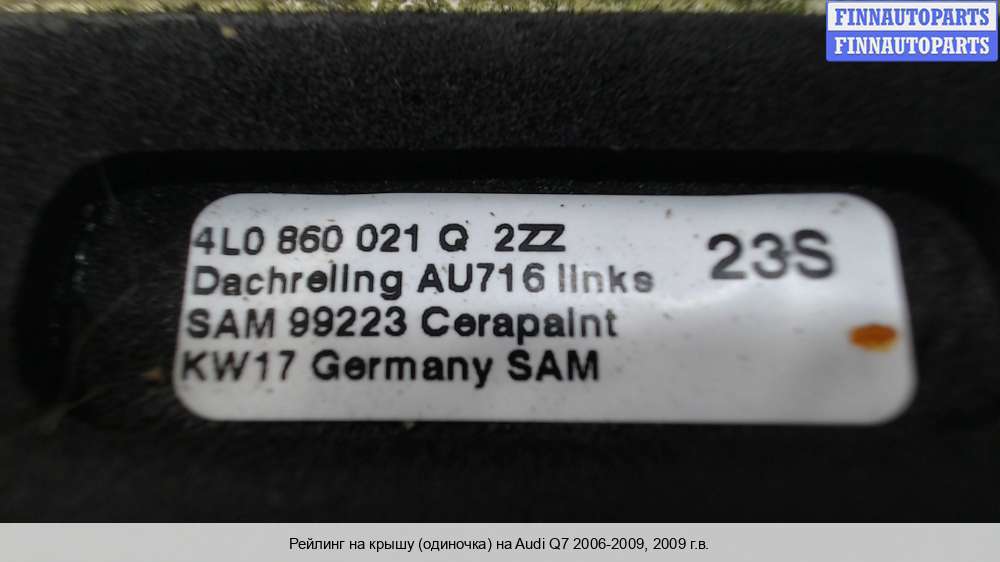 FINNAUTOPARTS
FINNAUTOPARTS
4L0 860 021 Q 2ZZ
23S
Dachreling AU716 links
SAM 99223 Cerapaint
KW17 Germany SAM
Рейлинг на крышу (одиночка) на Audi Q7 2006-2009, 2009 г.в.